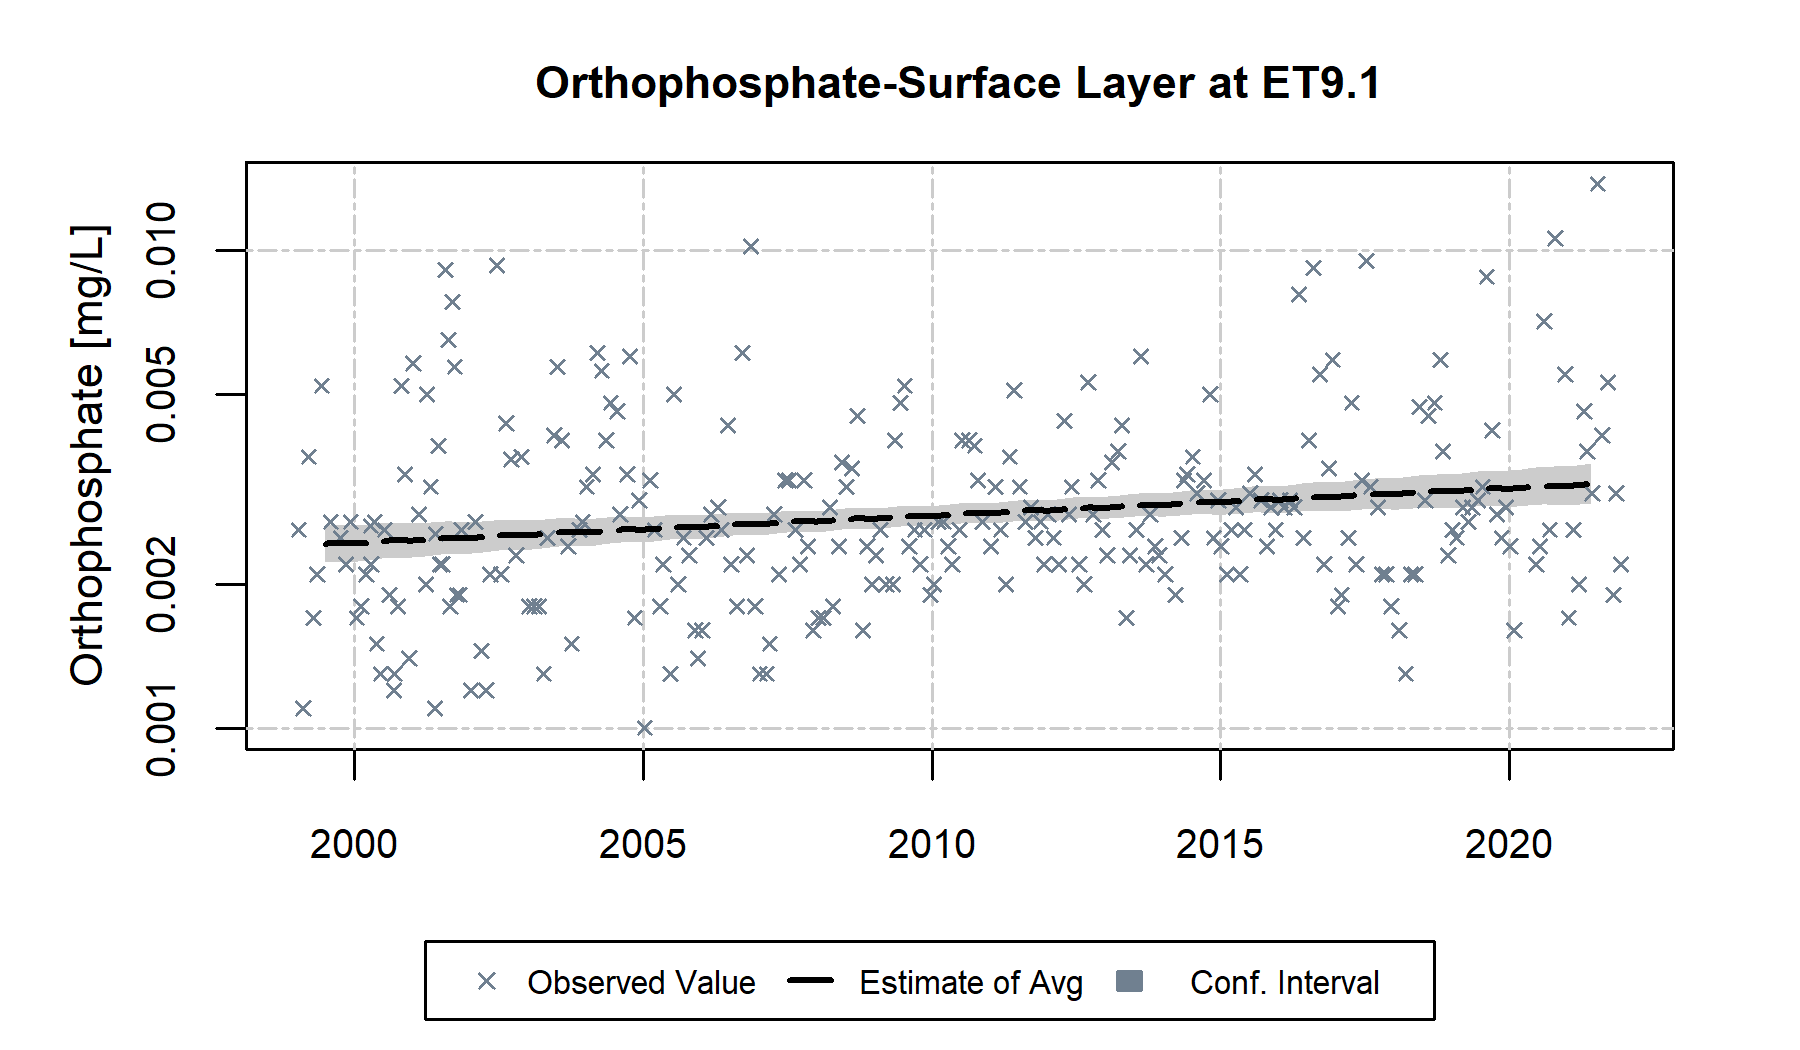 Orthophosphate-Surface Layer at ET9.1
Orthophosphate [mg/L]
0.010
0.005
0.002
0.001
2000 2005 2010 2015 2020
Observed Value Estimate of Avg Conf. Interval